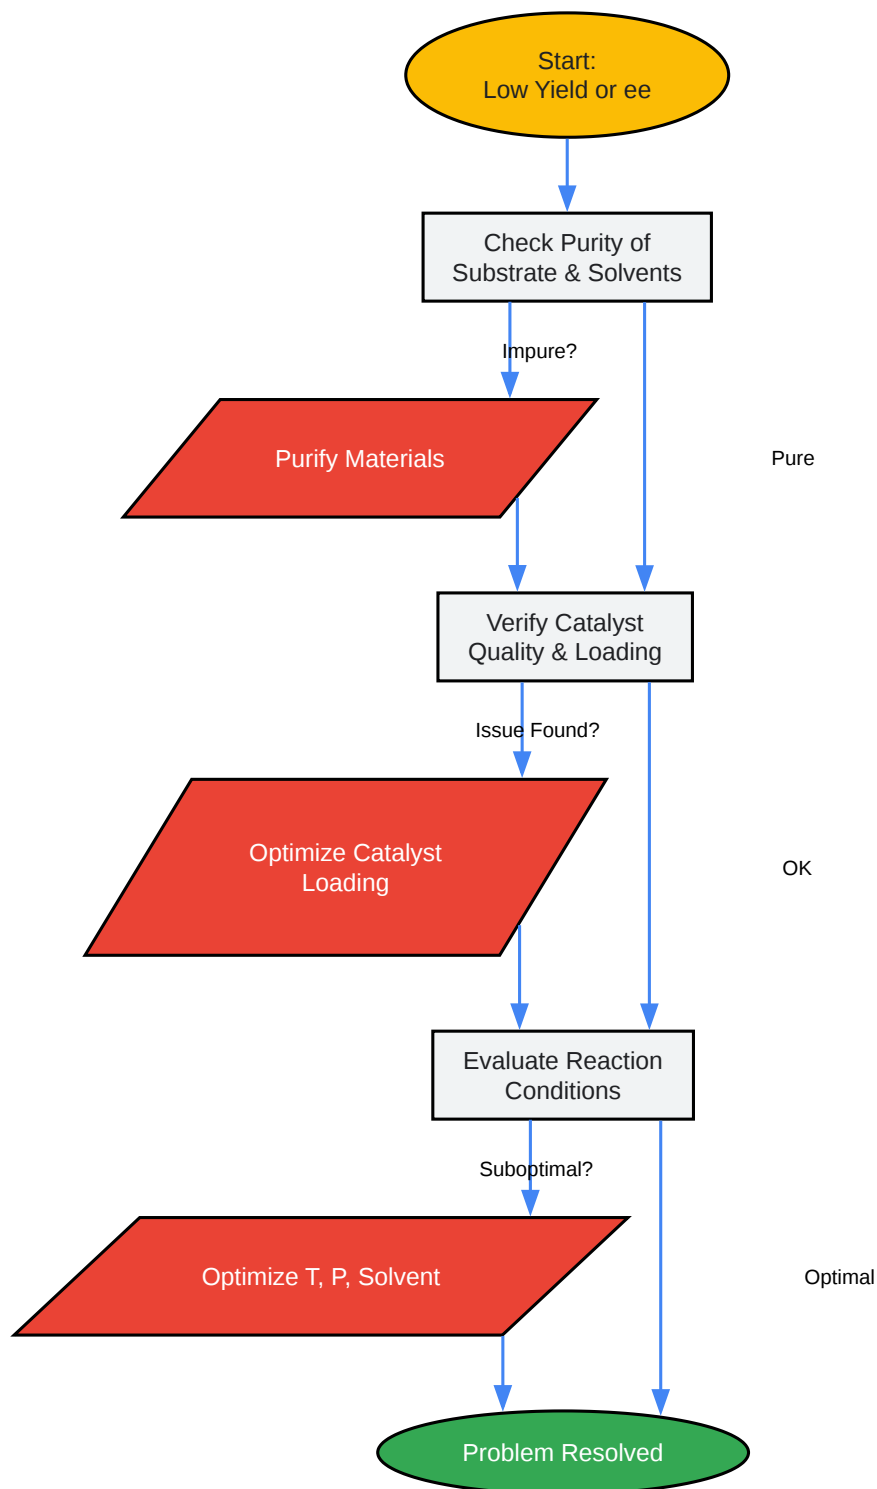 Start:
Low Yield or ee
Check Purity of
Substrate & Solvents
Impure?
Purify Materials
Pure
Verify Catalyst
Quality & Loading
Issue Found?
Optimize Catalyst
Loading
OK
Evaluate Reaction
Conditions
Suboptimal?
Optimize T, P, Solvent
Optimal
Problem Resolved